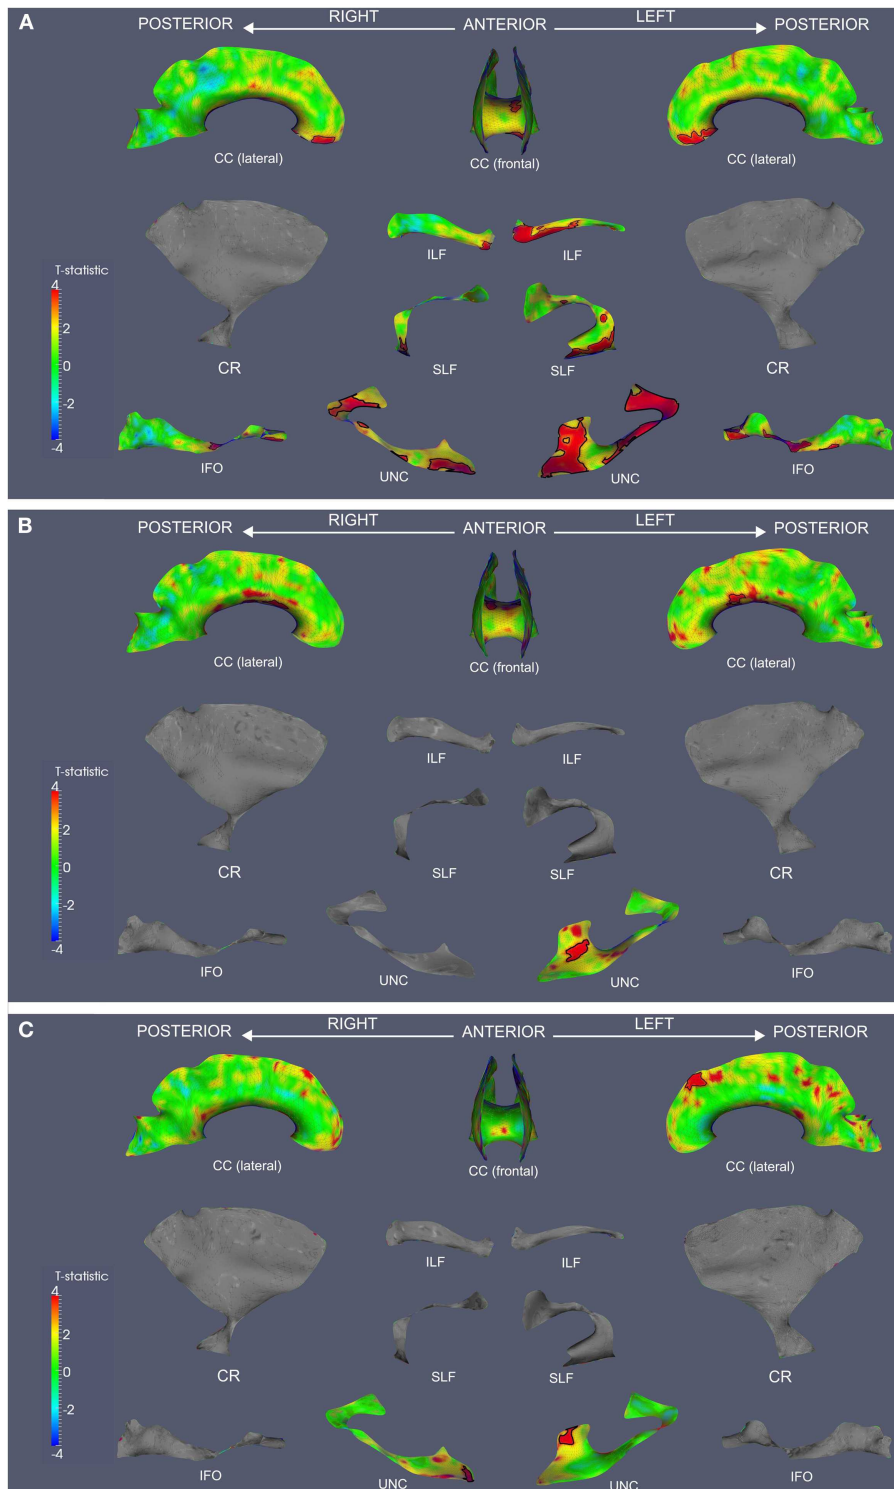 A
RIGHT LEFT
POSTERIOR ANTERIOR POSTERIOR
CC (lateral) CC (frontal) CC (lateral)
ILF ILF
T-statistic
4
2
0
-2
-4
CR SLF SLF CR
IFO UNC UNC IFO
B
RIGHT LEFT
POSTERIOR ANTERIOR POSTERIOR
CC (lateral) CC (frontal) CC (lateral)
ILF ILF
T-statistic
4
2
0
-2
-4
CR SLF SLF CR
IFO UNC UNC IFO
C
RIGHT LEFT
POSTERIOR ANTERIOR POSTERIOR
CC (lateral) CC (frontal) CC (lateral)
ILF ILF
T-statistic
4
2
0
-2
-4
CR SLF SLF CR
IFO UNC UNC IFO